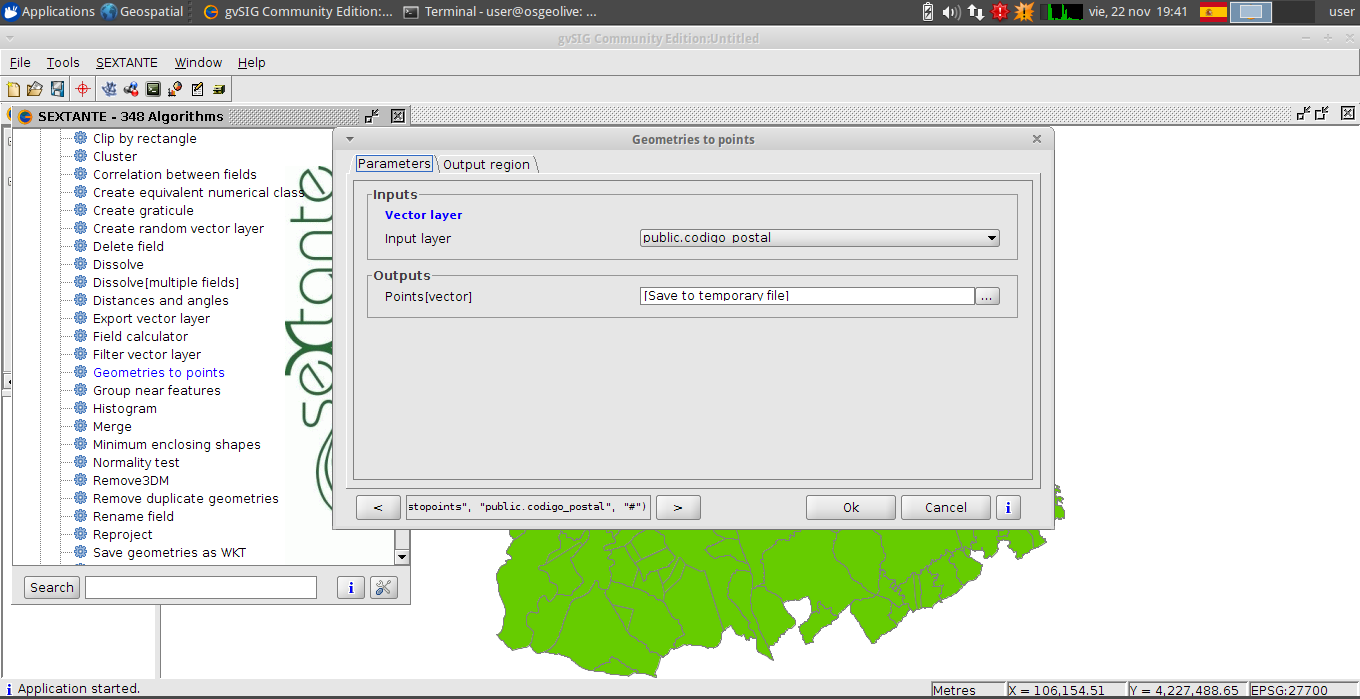 Applications Geospatial gvSIG Community Edition:... Terminal - user@osgeolive: ... vie, 22 nov 19:41 user
gvSIG Community Edition:Untitled
File Tools SEXTANTE Window Help
SEXTANTE - 348 Algorithms
Clip by rectangle
Cluster
Correlation between fields
Create equivalent numerical class
Create graticule
Create random vector layer
Delete field
Dissolve
Dissolve[multiple fields]
Distances and angles
Export vector layer
Field calculator
Filter vector layer
Geometries to points
Group near features
Histogram
Merge
Minimum enclosing shapes
Normality test
Remove3DM
Remove duplicate geometries
Rename field
Reproject
Save geometries as WKT
sextante
Search
i
Geometries to points
Parameters Output region
Inputs
Vector layer
Input layer public.codigo_postal
Outputs
Points[vector] [Save to temporary file] ...
< stopoints", "public.codigo_postal", "#") > Ok Cancel i
i Application started. Metres X = 106,154.51 Y = 4,227,488.65 EPSG:27700